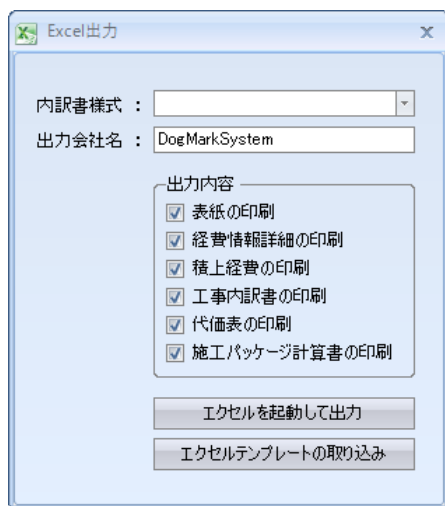 Excel出力
内訳書様式 :
出力会社名 : DogMarkSystem
出力内容
表紙の印刷
経費情報詳細の印刷
積上経費の印刷
工事内訳書の印刷
代価表の印刷
施工パッケージ計算書の印刷
エクセルを起動して出力
エクセルテンプレートの取り込み